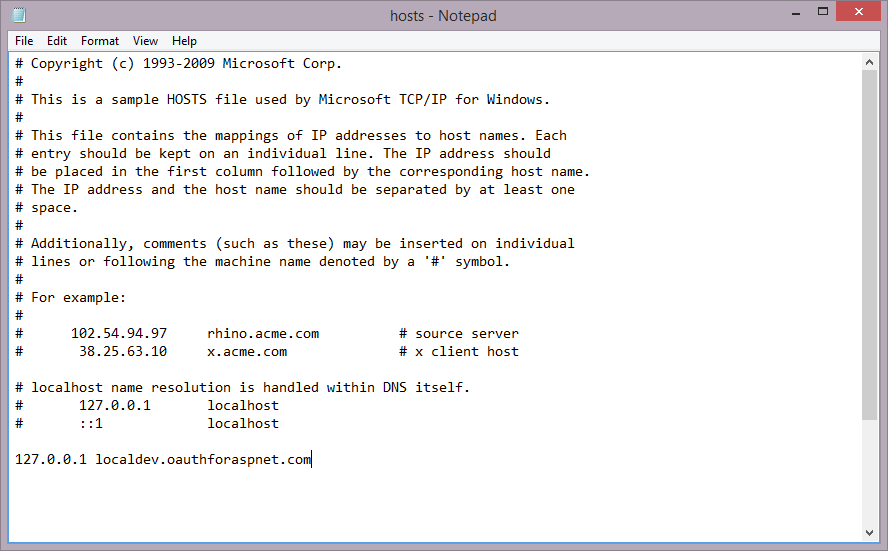 hosts - Notepad
File Edit Format View Help
# Copyright (c) 1993-2009 Microsoft Corp.
#
# This is a sample HOSTS file used by Microsoft TCP/IP for Windows.
#
# This file contains the mappings of IP addresses to host names. Each
# entry should be kept on an individual line. The IP address should
# be placed in the first column followed by the corresponding host name.
# The IP address and the host name should be separated by at least one
# space.
#
# Additionally, comments (such as these) may be inserted on individual
# lines or following the machine name denoted by a '#' symbol.
#
# For example:
#
#      102.54.94.97     rhino.acme.com          # source server
#       38.25.63.10     x.acme.com              # x client host

# localhost name resolution is handled within DNS itself.
#       127.0.0.1       localhost
#       ::1             localhost

127.0.0.1 localdev.oauthforaspnet.com